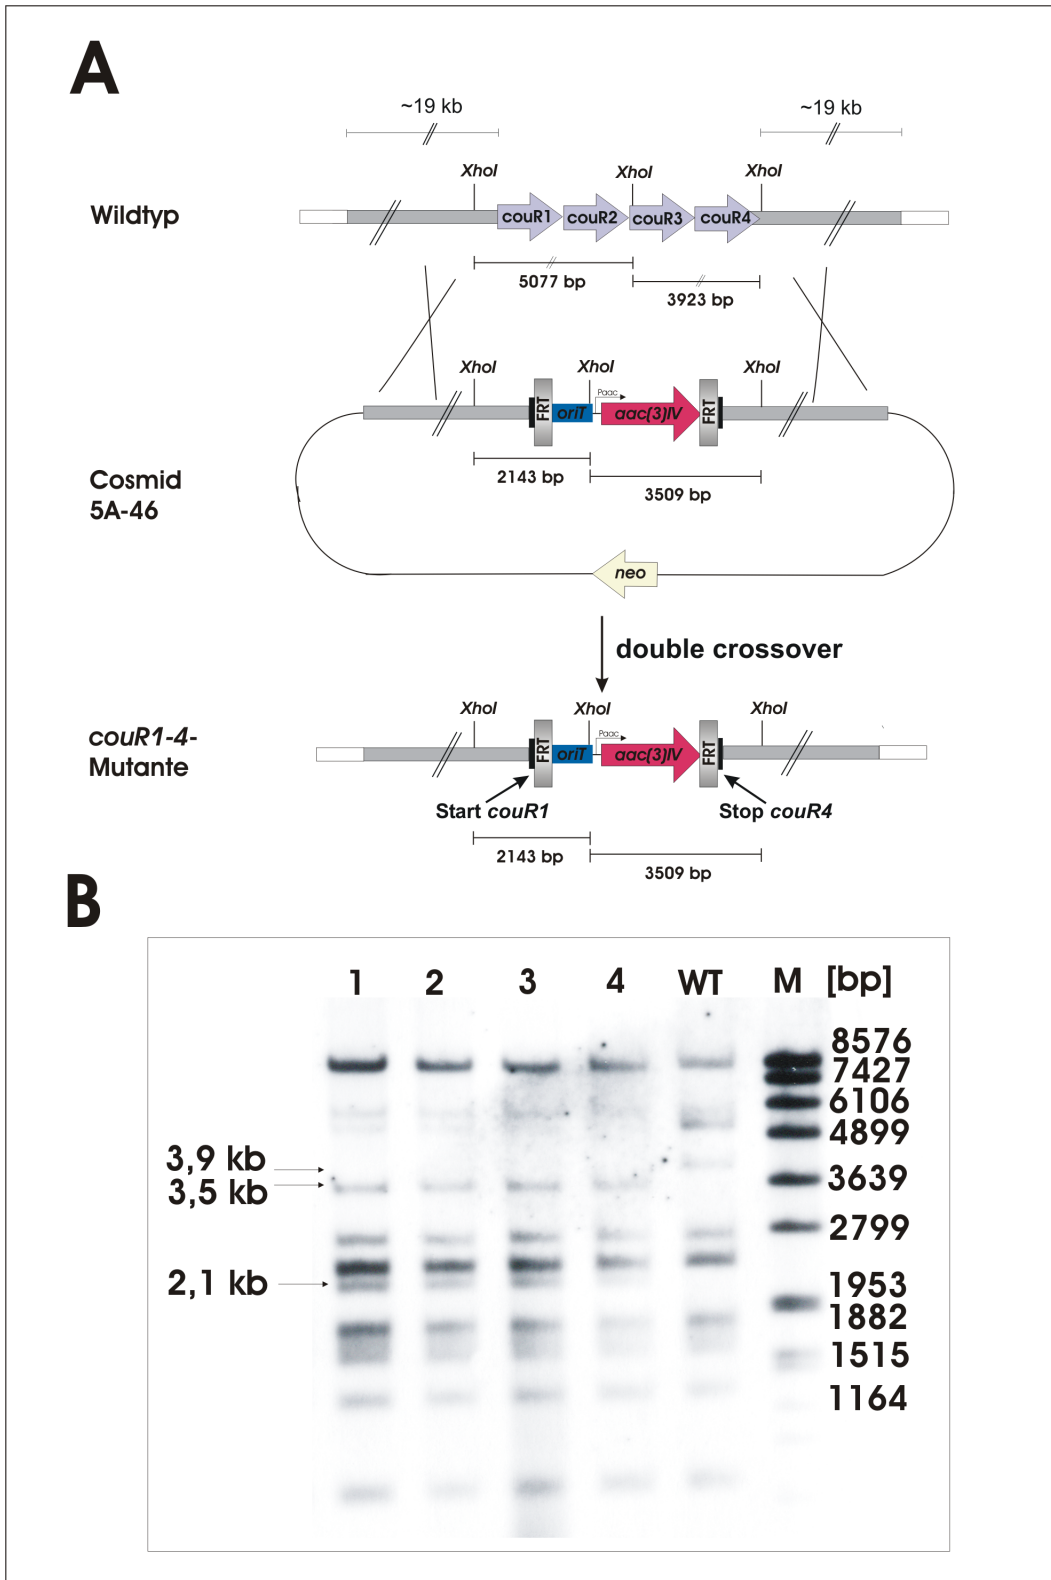 A
~19 kb ~19 kb
XhoI XhoI XhoI
Wildtyp couR1 couR2 couR3 couR4
5077 bp
3923 bp
XhoI XhoI XhoI
Paac
FRT oriT aac(3)IV FRT
2143 bp
3509 bp
Cosmid
5A-46
neo
double crossover
XhoI XhoI XhoI
Paac
couR1-4-
Mutante
FRT oriT aac(3)IV FRT
Start couR1 Stop couR4
2143 bp
3509 bp
B
1 2 3 4 WT M [bp]
8576
7427
6106
4899
3,9 kb
3639
3,5 kb
2799
2,1 kb
1953
1882
1515
1164